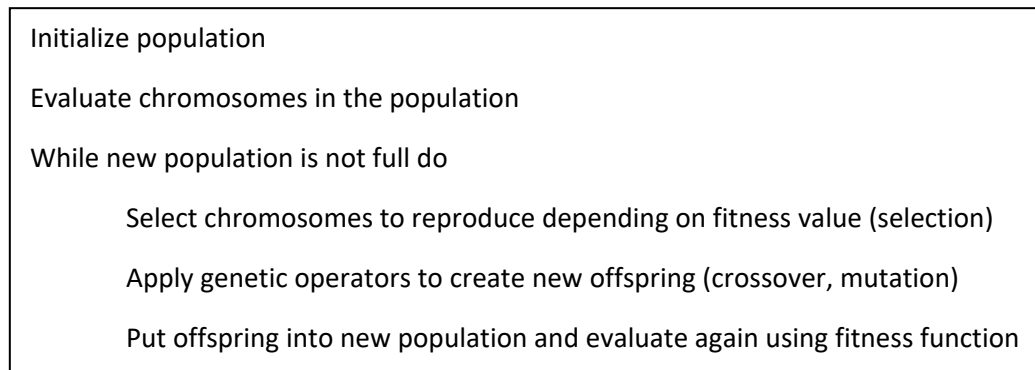 Initialize population
Evaluate chromosomes in the population
While new population is not full do
Select chromosomes to reproduce depending on fitness value (selection)
Apply genetic operators to create new offspring (crossover, mutation)
Put offspring into new population and evaluate again using fitness function